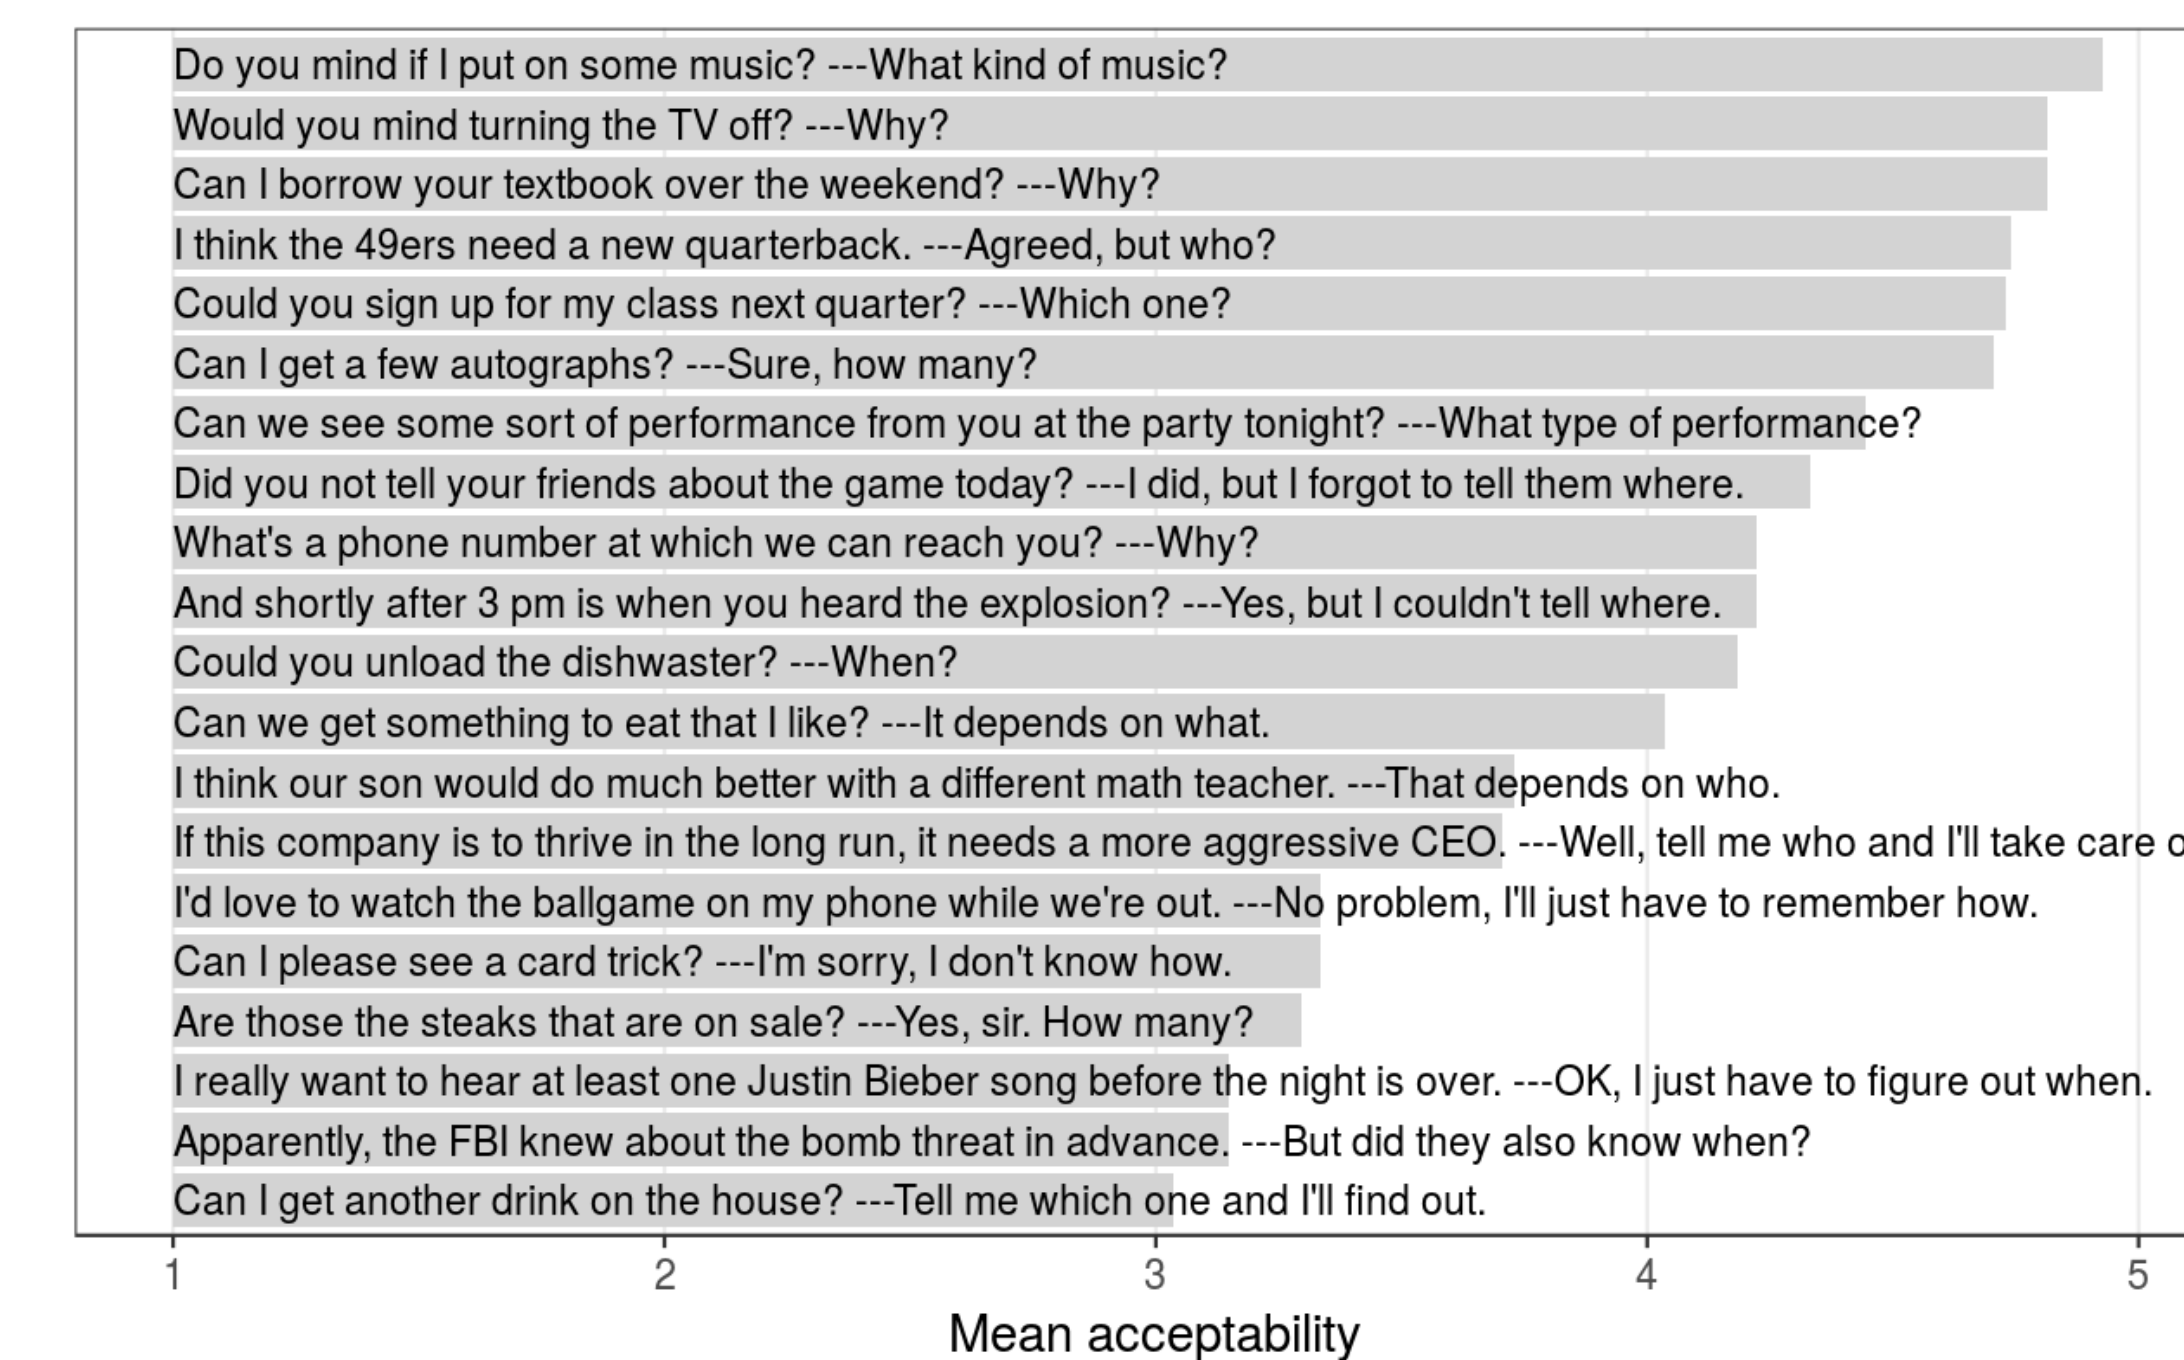 Do you mind if I put on some music? ---What kind of music?
Would you mind turning the TV off? ---Why?
Can I borrow your textbook over the weekend? ---Why?
I think the 49ers need a new quarterback. ---Agreed, but who?
Could you sign up for my class next quarter? ---Which one?
Can I get a few autographs? ---Sure, how many?
Can we see some sort of performance from you at the party tonight? ---What type of performance?
Did you not tell your friends about the game today? ---I did, but I forgot to tell them where.
What's a phone number at which we can reach you? ---Why?
And shortly after 3 pm is when you heard the explosion? ---Yes, but I couldn't tell where.
Could you unload the dishwaster? ---When?
Can we get something to eat that I like? ---It depends on what.
I think our son would do much better with a different math teacher. ---That depends on who.
If this company is to thrive in the long run, it needs a more aggressive CEO. ---Well, tell me who and I'll take care
I'd love to watch the ballgame on my phone while we're out. ---No problem, I'll just have to remember how.
Can I please see a card trick? ---I'm sorry, I don't know how.
Are those the steaks that are on sale? ---Yes, sir. How many?
I really want to hear at least one Justin Bieber song before the night is over. ---OK, I just have to figure out when.
Apparently, the FBI knew about the bomb threat in advance. ---But did they also know when?
Can I get another drink on the house? ---Tell me which one and I'll find out.
1 2 3 4 5
Mean acceptability